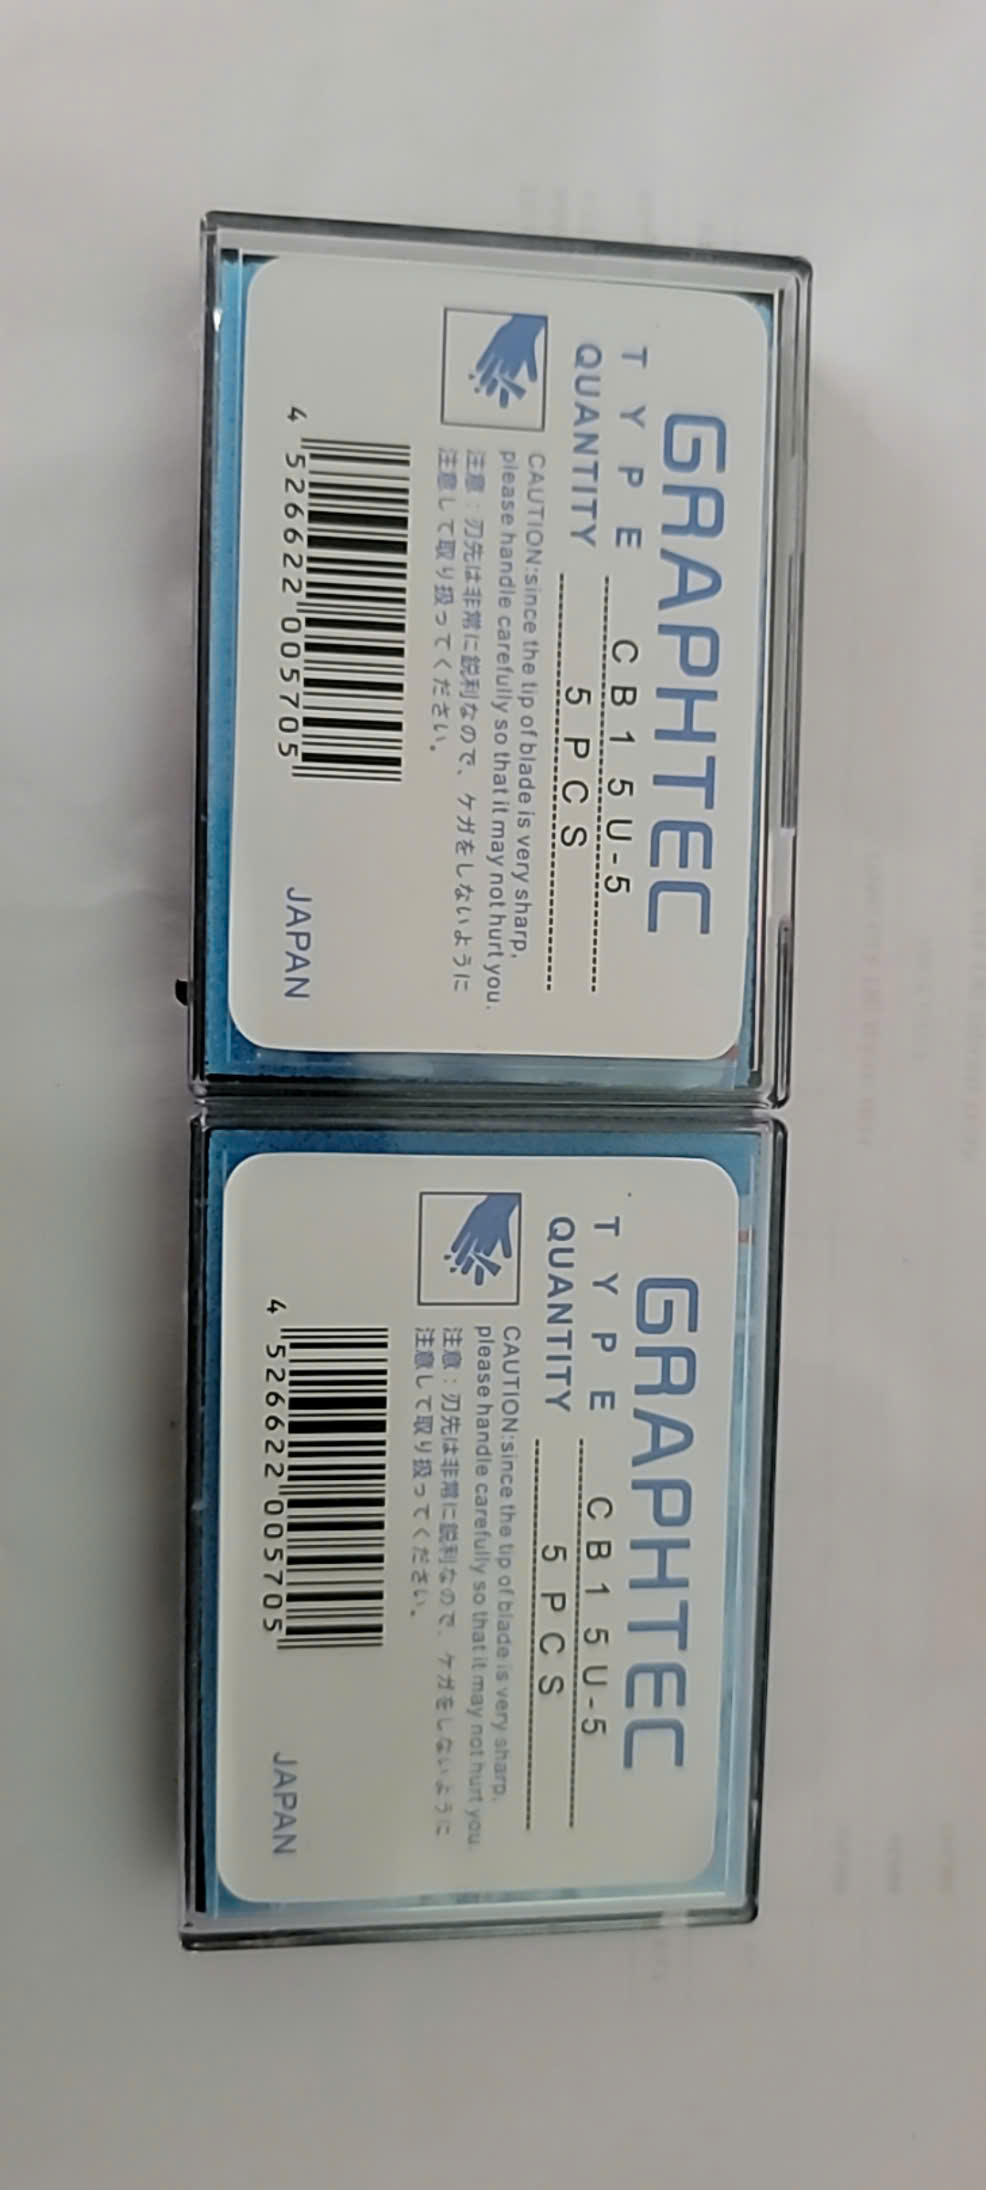 GRAPHTEC
TYPE CB15U-5
QUANTITY 5 PCS
CAUTION:since the tip of blade is very sharp,
please handle carefully so that it may not hurt you.
注意：刃先は非常に鋭利なので、ケガをしないように
注意して取り扱ってください。
4 526622 005705
JAPAN
GRAPHTEC
TYPE CB15U-5
QUANTITY 5 PCS
CAUTION:since the tip of blade is very sharp,
please handle carefully so that it may not hurt you.
注意：刃先は非常に鋭利なので、ケガをしないように
注意して取り扱ってください。
4 526622 005705
JAPAN